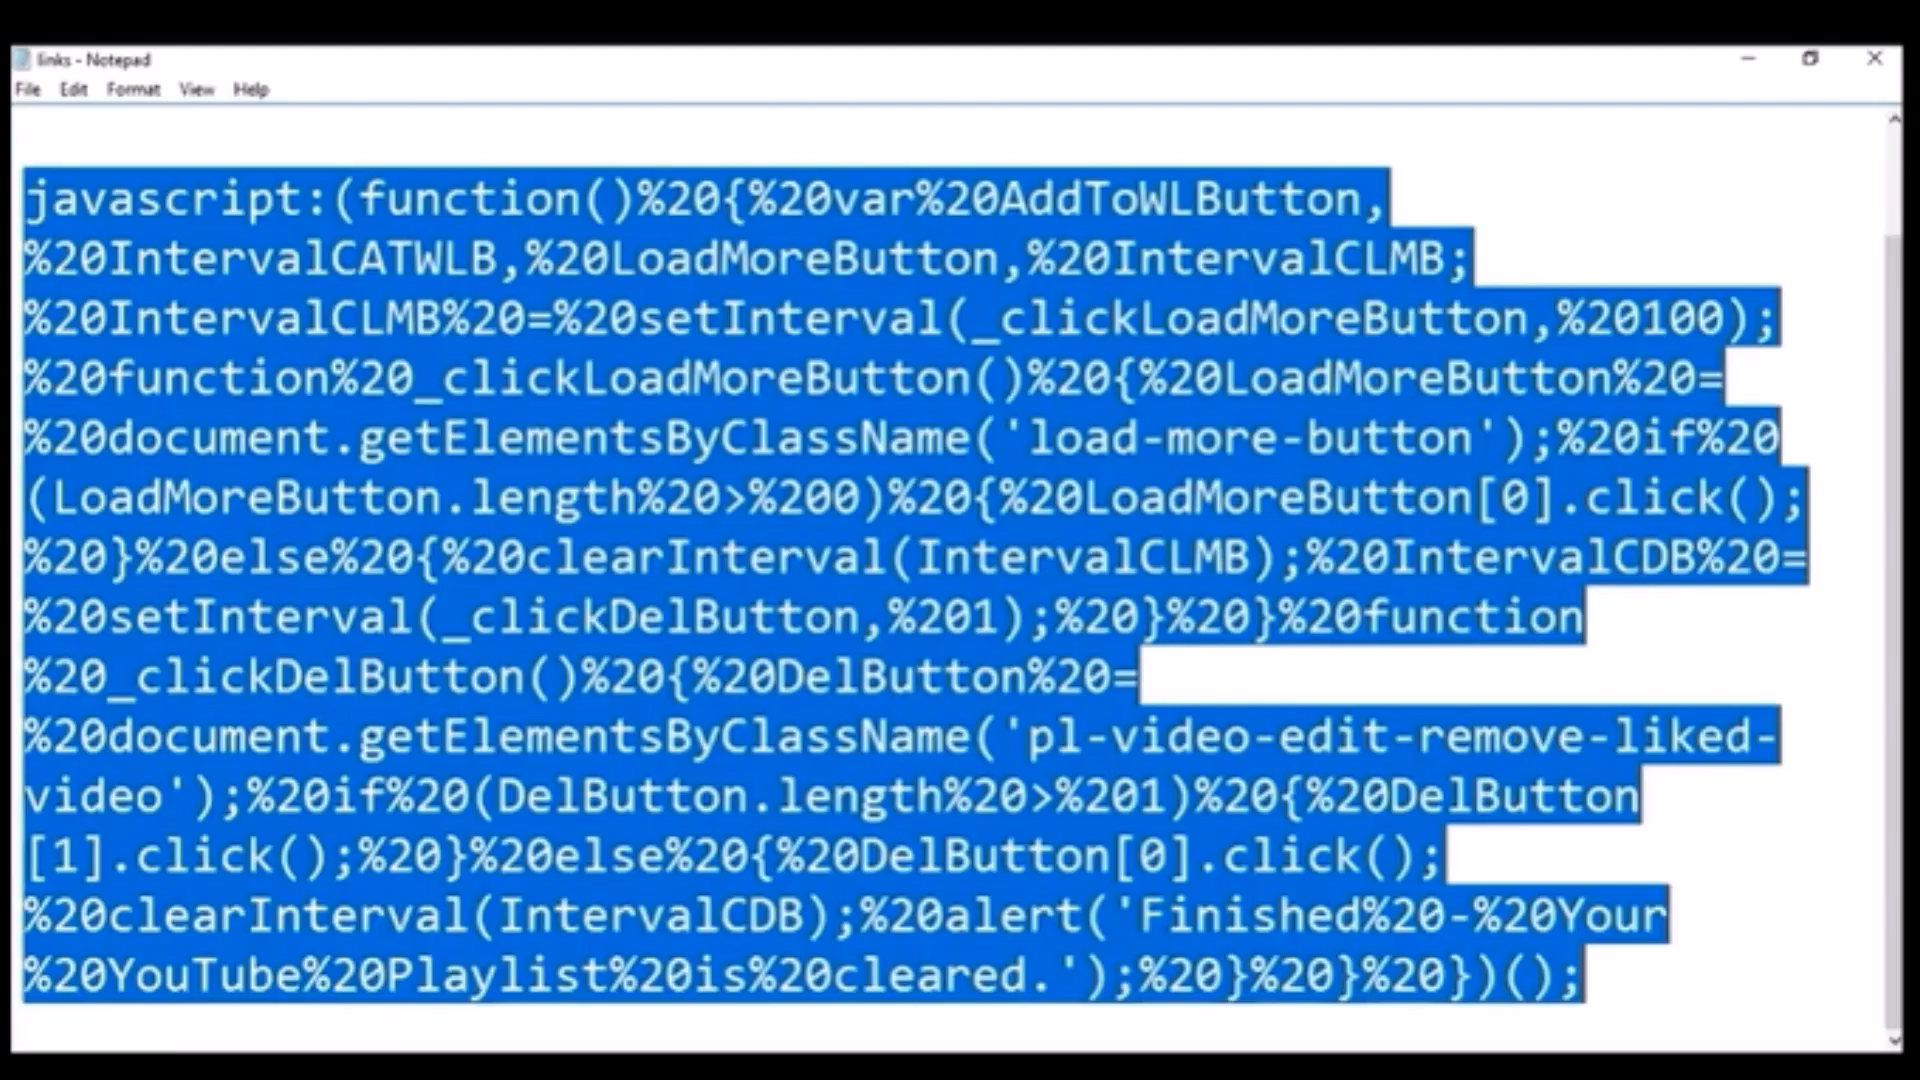 links - Notepad
File Edit Format View Help
javascript:(function()%20{%20var%20AddToWLButton,
%20IntervalCATWLB,%20LoadMoreButton,%20IntervalCLMB;
%20IntervalCLMB%20=%20setInterval(_clickLoadMoreButton,%20100);
%20function%20_clickLoadMoreButton()%20{%20LoadMoreButton%20=
%20document.getElementsByClassName('load-more-button');%20if%20
(LoadMoreButton.length%20>%200)%20{%20LoadMoreButton[0].click();
%20}%20else%20{%20clearInterval(IntervalCLMB);%20IntervalCDB%20=
%20setInterval(_clickDelButton,%201);%20}%20}%20function
%20_clickDelButton()%20{%20DelButton%20=
%20document.getElementsByClassName('pl-video-edit-remove-liked-
video');%20if%20(DelButton.length%20>%201)%20{%20DelButton
[1].click();%20}%20else%20{%20DelButton[0].click();
%20clearInterval(IntervalCDB);%20alert('Finished%20-%20Your
%20YouTube%20Playlist%20is%20cleared.');%20}%20}%20})();